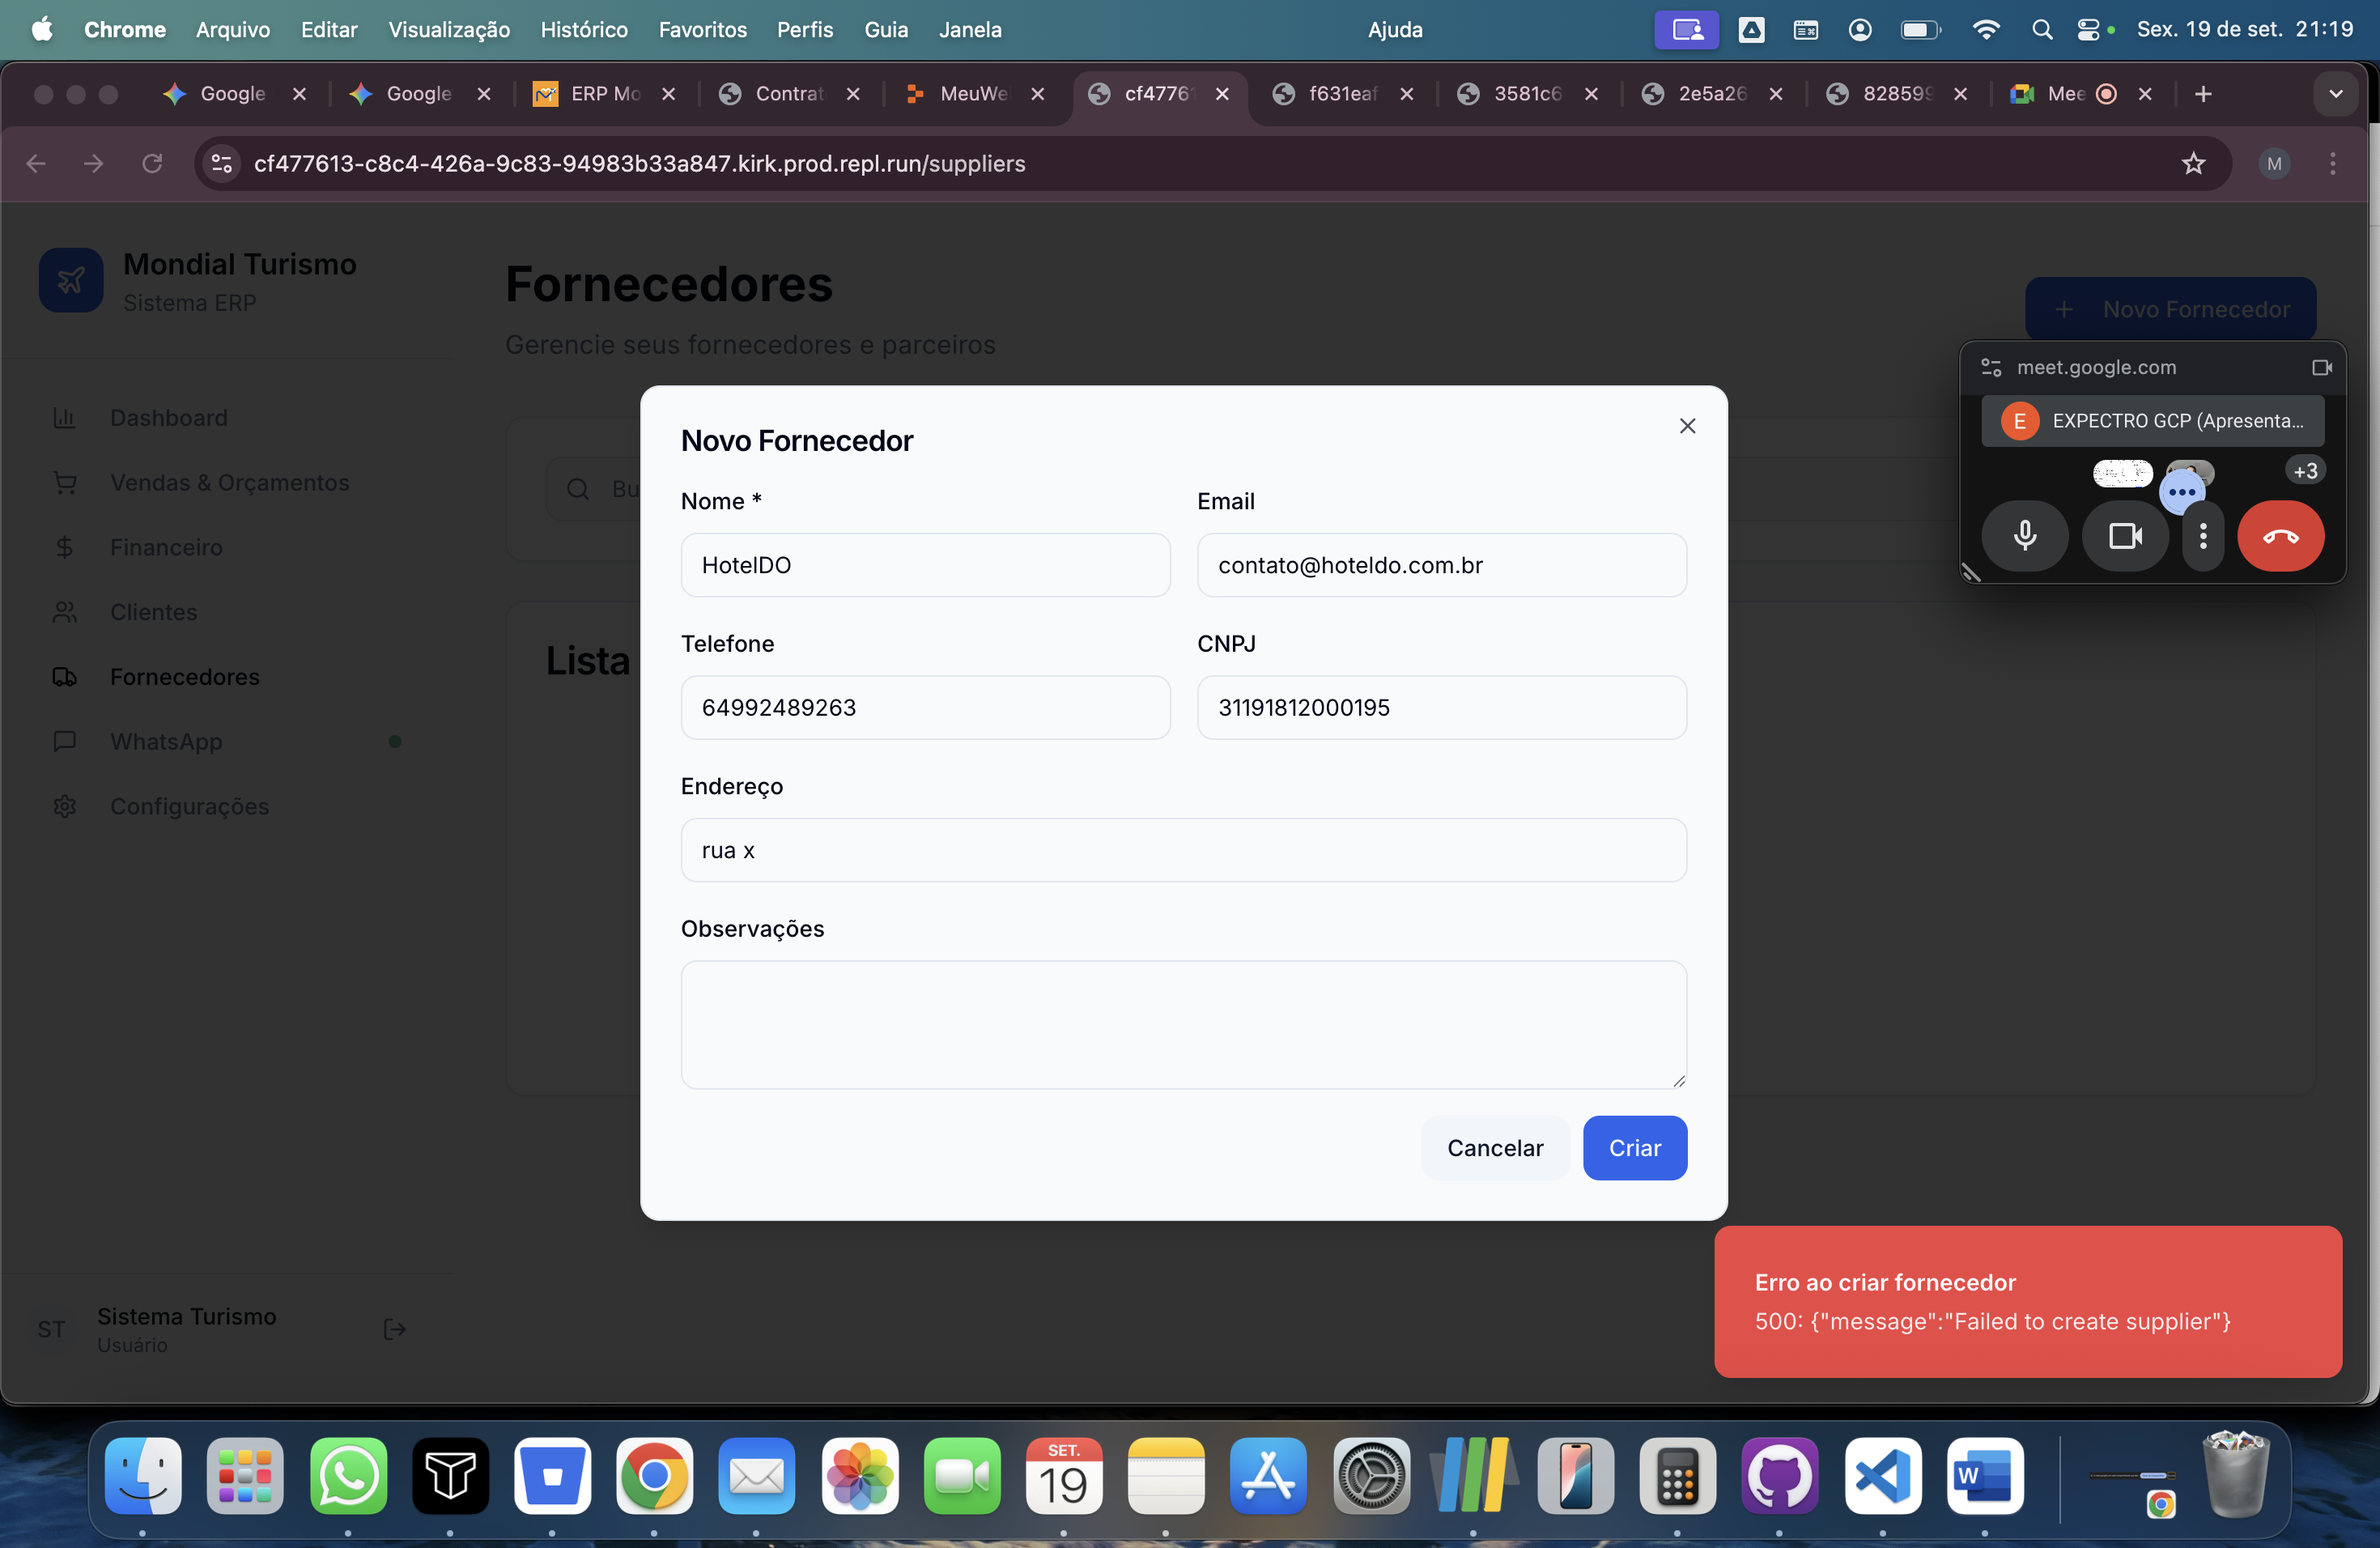 Chrome Arquivo Editar Visualização Histórico Favoritos Perfis Guia Janela Ajuda Sex. 19 de set. 21:19
Google Google ERP Mo Contrat MeuWe cf4776 f631eaf 3581c6 2e5a26 828599 Mee
cf477613-c8c4-426a-9c83-94983b33a847.kirk.prod.repl.run/suppliers M
Mondial Turismo
Sistema ERP
Fornecedores
Gerencie seus fornecedores e parceiros
+ Novo Fornecedor
meet.google.com
E EXPECTRO GCP (Apresenta...
+3
Dashboard
Vendas & Orçamentos
Financeiro
Clientes
Fornecedores
WhatsApp
Configurações
Bu
Lista
Novo Fornecedor
Nome * Email
HotelDO contato@hoteldo.com.br
Telefone CNPJ
64992489263 31191812000195
Endereço
rua x
Observações
Cancelar Criar
Erro ao criar fornecedor
500: {"message":"Failed to create supplier"}
ST Sistema Turismo
Usuário
SET.
19
W